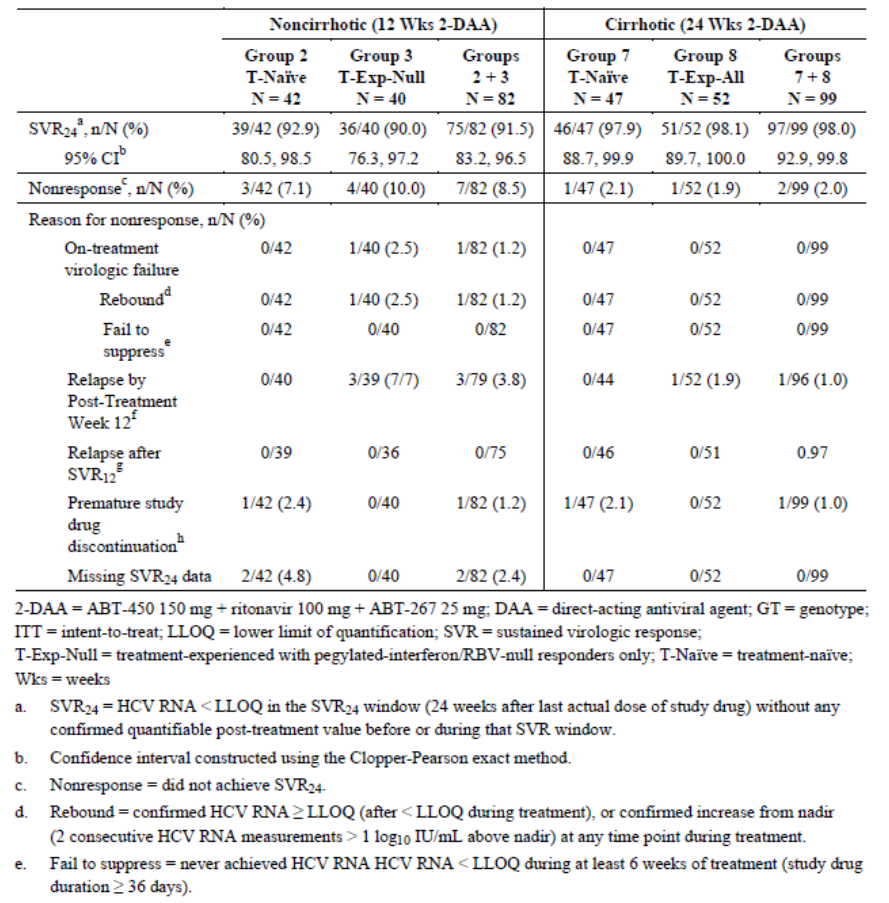 Noncirrhotic (12 Wks 2-DAA) Cirrhotic (24 Wks 2-DAA)
Group 2 Group 3 Groups Group 7 Group 8 Groups
T-Naïve T-Exp-Null 2 + 3 T-Naïve T-Exp-All 7 + 8
N = 42 N = 40 N = 82 N = 47 N = 52 N = 99
SVR24a, n/N (%) 39/42 (92.9) 36/40 (90.0) 75/82 (91.5) 46/47 (97.9) 51/52 (98.1) 97/99 (98.0)
95% CIb 80.5, 98.5 76.3, 97.2 83.2, 96.5 88.7, 99.9 89.7, 100.0 92.9, 99.8
Nonresponsec, n/N (%) 3/42 (7.1) 4/40 (10.0) 7/82 (8.5) 1/47 (2.1) 1/52 (1.9) 2/99 (2.0)
Reason for nonresponse, n/N (%)
On-treatment 0/42 1/40 (2.5) 1/82 (1.2) 0/47 0/52 0/99
virologic failure
Reboundd 0/42 1/40 (2.5) 1/82 (1.2) 0/47 0/52 0/99
Fail to 0/42 0/40 0/82 0/47 0/52 0/99
suppresse
Relapse by 0/40 3/39 (7/7) 3/79 (3.8) 0/44 1/52 (1.9) 1/96 (1.0)
Post-Treatment
Week 12f
Relapse after 0/39 0/36 0/75 0/46 0/51 0.97
SVR12g
Premature study 1/42 (2.4) 0/40 1/82 (1.2) 1/47 (2.1) 0/52 1/99 (1.0)
drug
discontinuationh
Missing SVR24 data 2/42 (4.8) 0/40 2/82 (2.4) 0/47 0/52 0/99
2-DAA = ABT-450 150 mg + ritonavir 100 mg + ABT-267 25 mg; DAA = direct-acting antiviral agent; GT = genotype;
ITT = intent-to-treat; LLOQ = lower limit of quantification; SVR = sustained virologic response;
T-Exp-Null = treatment-experienced with pegylated-interferon/RBV-null responders only; T-Naïve = treatment-naïve;
Wks = weeks
a. SVR24 = HCV RNA < LLOQ in the SVR24 window (24 weeks after last actual dose of study drug) without any
confirmed quantifiable post-treatment value before or during that SVR window.
b. Confidence interval constructed using the Clopper-Pearson exact method.
c. Nonresponse = did not achieve SVR24.
d. Rebound = confirmed HCV RNA ≥ LLOQ (after < LLOQ during treatment), or confirmed increase from nadir
(2 consecutive HCV RNA measurements > 1 log10 IU/mL above nadir) at any time point during treatment.
e. Fail to suppress = never achieved HCV RNA HCV RNA < LLOQ during at least 6 weeks of treatment (study drug
duration ≥ 36 days).